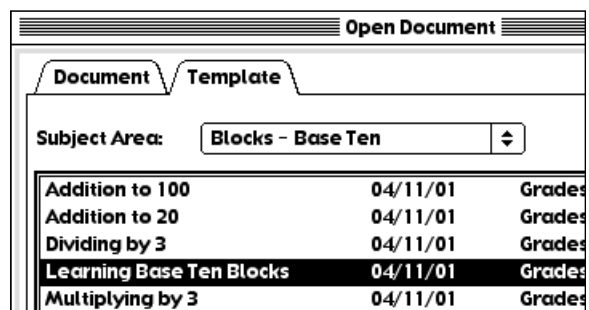 Open Document
Document Template
Subject Area: Blocks - Base Ten
Addition to 100 04/11/01 Grades
Addition to 20 04/11/01 Grades
Dividing by 3 04/11/01 Grades
Learning Base Ten Blocks 04/11/01 Grades
Multiplying by 3 04/11/01 Grades